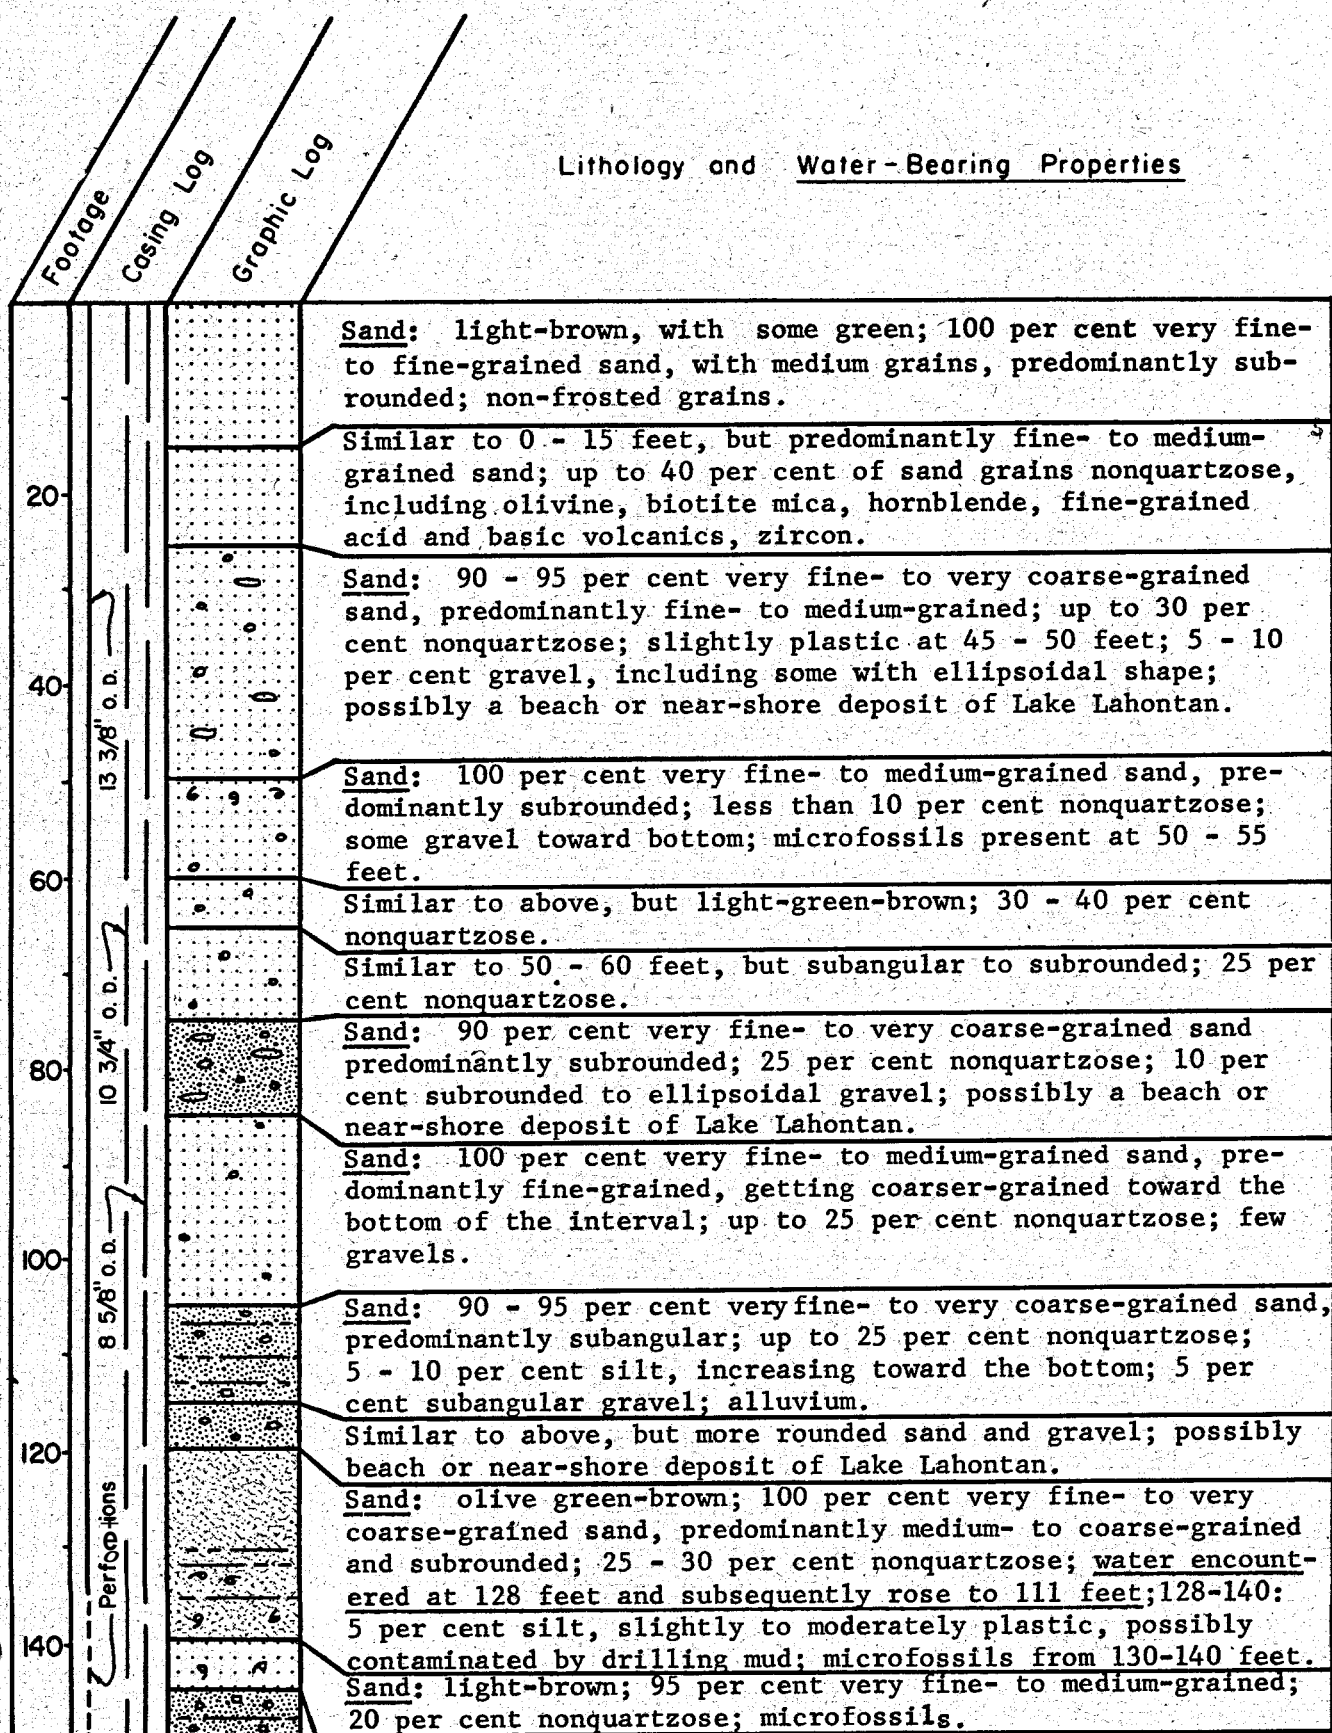 Footage
Casing Log
Graphic Log
Lithology and Water-Bearing Properties
Sand: light-brown, with some green; 100 per cent very fine-
to fine-grained sand, with medium grains, predominantly sub-
rounded; non-frosted grains.
Similar to 0 - 15 feet, but predominantly fine- to medium-
grained sand; up to 40 per cent of sand grains nonquartzose,
including olivine, biotite mica, hornblende, fine-grained
acid and basic volcanics, zircon.
Sand: 90 - 95 per cent very fine- to very coarse-grained
sand, predominantly fine- to medium-grained; up to 30 per
cent nonquartzose; slightly plastic at 45 - 50 feet; 5 - 10
per cent gravel, including some with ellipsoidal shape;
possibly a beach or near-shore deposit of Lake Lahontan.
Sand: 100 per cent very fine- to medium-grained sand, pre-
dominantly subrounded; less than 10 per cent nonquartzose;
some gravel toward bottom; microfossils present at 50 - 55
feet.
Similar to above, but light-green-brown; 30 - 40 per cent
nonquartzose.
Similar to 50 - 60 feet, but subangular to subrounded; 25 per
cent nonquartzose.
Sand: 90 per cent very fine- to very coarse-grained sand
predominantly subrounded; 25 per cent nonquartzose; 10 per
cent subrounded to ellipsoidal gravel; possibly a beach or
near-shore deposit of Lake Lahontan.
Sand: 100 per cent very fine- to medium-grained sand, pre-
dominantly fine-grained, getting coarser-grained toward the
bottom of the interval; up to 25 per cent nonquartzose; few
gravels.
Sand: 90 - 95 per cent very fine- to very coarse-grained sand,
predominantly subangular; up to 25 per cent nonquartzose;
5 - 10 per cent silt, increasing toward the bottom; 5 per
cent subangular gravel; alluvium.
Similar to above, but more rounded sand and gravel; possibly
beach or near-shore deposit of Lake Lahontan.
Sand: olive green-brown; 100 per cent very fine- to very
coarse-grained sand, predominantly medium- to coarse-grained
and subrounded; 25 - 30 per cent nonquartzose; water encount-
ered at 128 feet and subsequently rose to 111 feet;128-140:
5 per cent silt, slightly to moderately plastic, possibly
contaminated by drilling mud; microfossils from 130-140 feet.
Sand: light-brown; 95 per cent very fine- to medium-grained;
20 per cent nonquartzose; microfossils.
20
40
60
80
100
120
140
13 3/8" O.D.
10 3/4" O.D.
8 5/8" O.D.